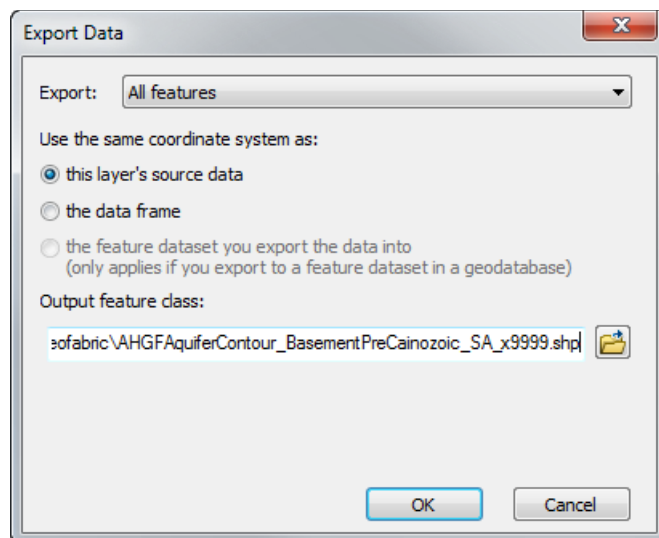 Export Data
Export: All features
Use the same coordinate system as:
this layer's source data
the data frame
the feature dataset you export the data into
(only applies if you export to a feature dataset in a geodatabase)
Output feature class:
eofabric\AHGFAquiferContour_BasementPreCainozoic_SA_x9999.shp
OK Cancel